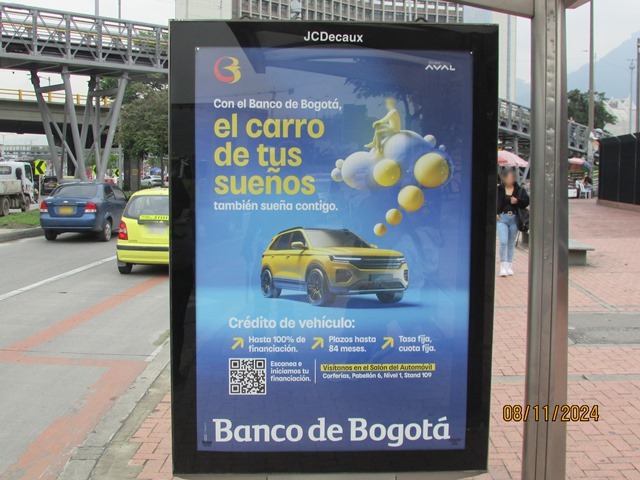 JCDecaux
AVAL
Con el Banco de Bogotá,
el carro
de tus
sueños
también sueña contigo.
Crédito de vehículo:
Hasta 100% de
financiación.
Plazos hasta
84 meses.
Tasa fija,
cuota fija.
Escanea e
iniciamos tu
financiación.
Visítanos en el Salón del Automóvil
Corferias, Pabellón 6, Nivel 1, Stand 109
Banco de Bogotá
08/11/2024